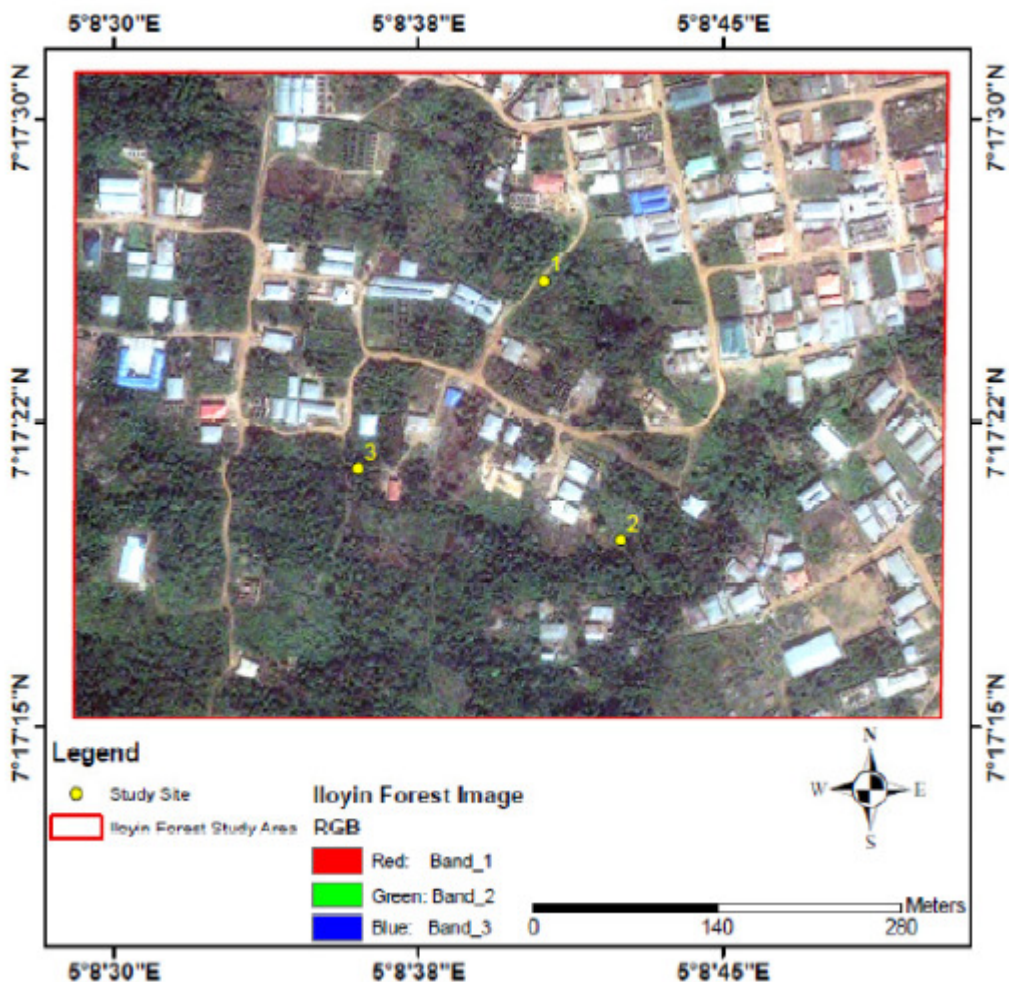 5°8'30"E 5°8'38"E 5°8'45"E
7°17'30"N 7°17'30"N
1
7°17'22"N 7°17'22"N
3
2
7°17'15"N 7°17'15"N
Legend
Study Site
Iloyin Forest Study Area
Iloyin Forest Image
RGB
Red: Band_1
Green: Band_2
Blue: Band_3
N
W E
S
Meters
0 140 280
5°8'30"E 5°8'38"E 5°8'45"E